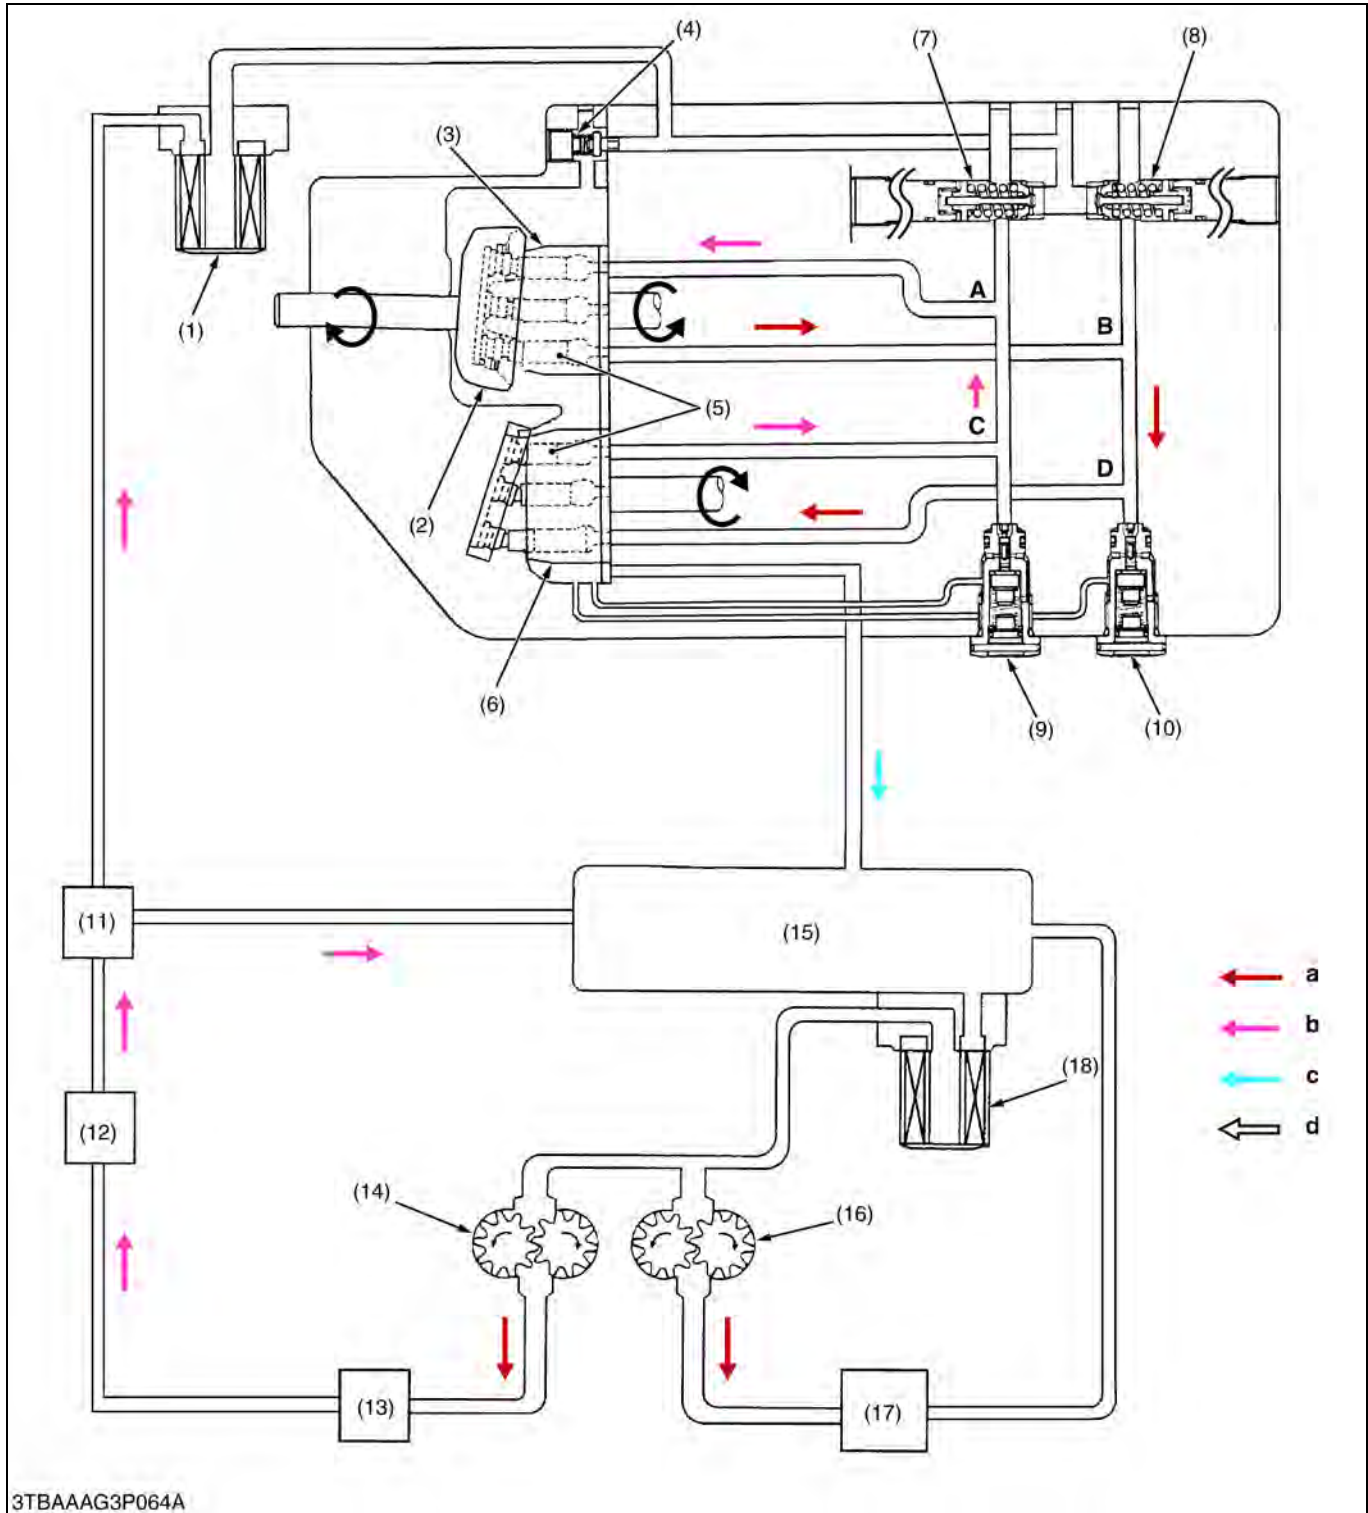 (4)
(7)
(8)
(3)
(1)
A
B
(5)
C
D
(2)
(6)
(9)
(10)
(11)
(15)
a
b
c
(18)
(12)
d
(14)
(16)
(13)
(17)
3TBAAAG3P064A